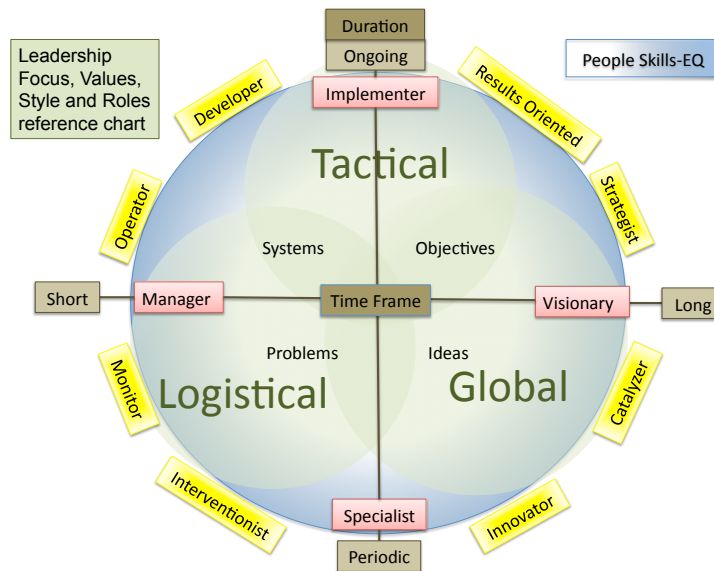 Duration
Ongoing
Leadership
Focus, Values,
Style and Roles
reference chart
People Skills-EQ
Developer
Implementer
Results Oriented
Tactical
Operator
Strategist
Systems
Objectives
Short
Manager
Time Frame
Visionary
Long
Problems
Ideas
Monitor
Logistical
Global
Catalyzer
Interventionist
Specialist
Innovator
Periodic